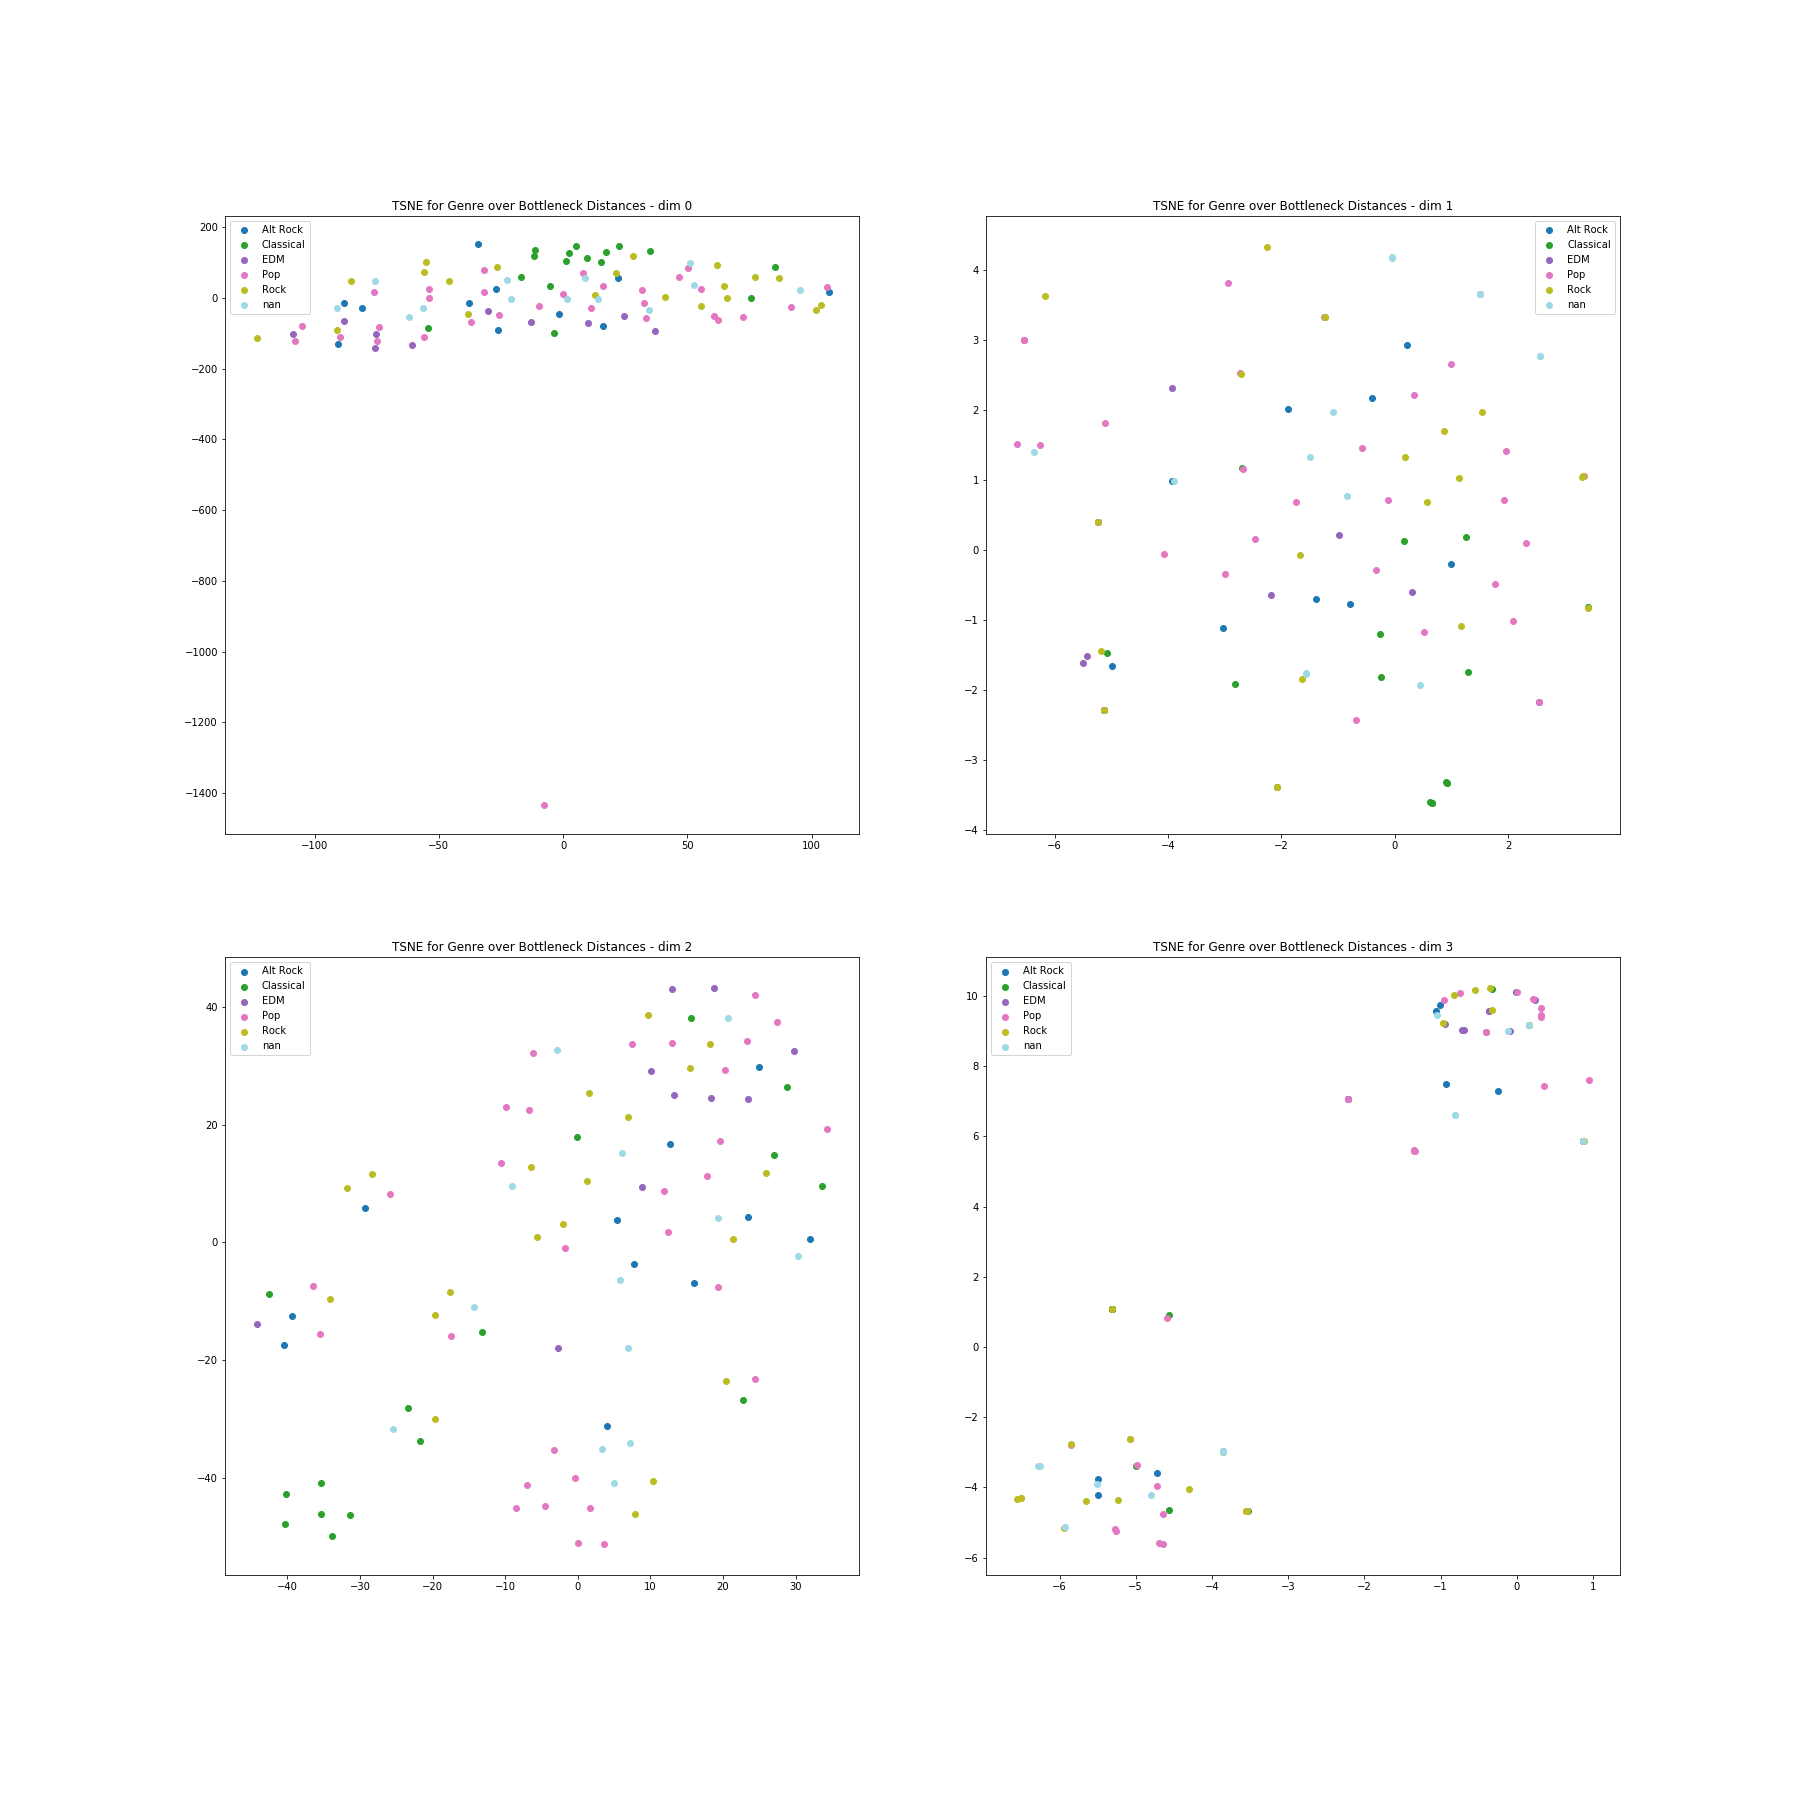 TSNE for Genre over Bottleneck Distances - dim 0
Alt Rock
Classical
EDM
Pop
Rock
nan
200
0
−200
−400
−600
−800
−1000
−1200
−1400
−100
−50
0
50
100
TSNE for Genre over Bottleneck Distances - dim 1
Alt Rock
Classical
EDM
Pop
Rock
nan
4
3
2
1
0
−1
−2
−3
−4
−6
−4
−2
0
2
TSNE for Genre over Bottleneck Distances - dim 2
Alt Rock
Classical
EDM
Pop
Rock
nan
40
20
0
−20
−40
−40
−30
−20
−10
0
10
20
30
TSNE for Genre over Bottleneck Distances - dim 3
Alt Rock
Classical
EDM
Pop
Rock
nan
10
8
6
4
2
0
−2
−4
−6
−6
−5
−4
−3
−2
−1
0
1